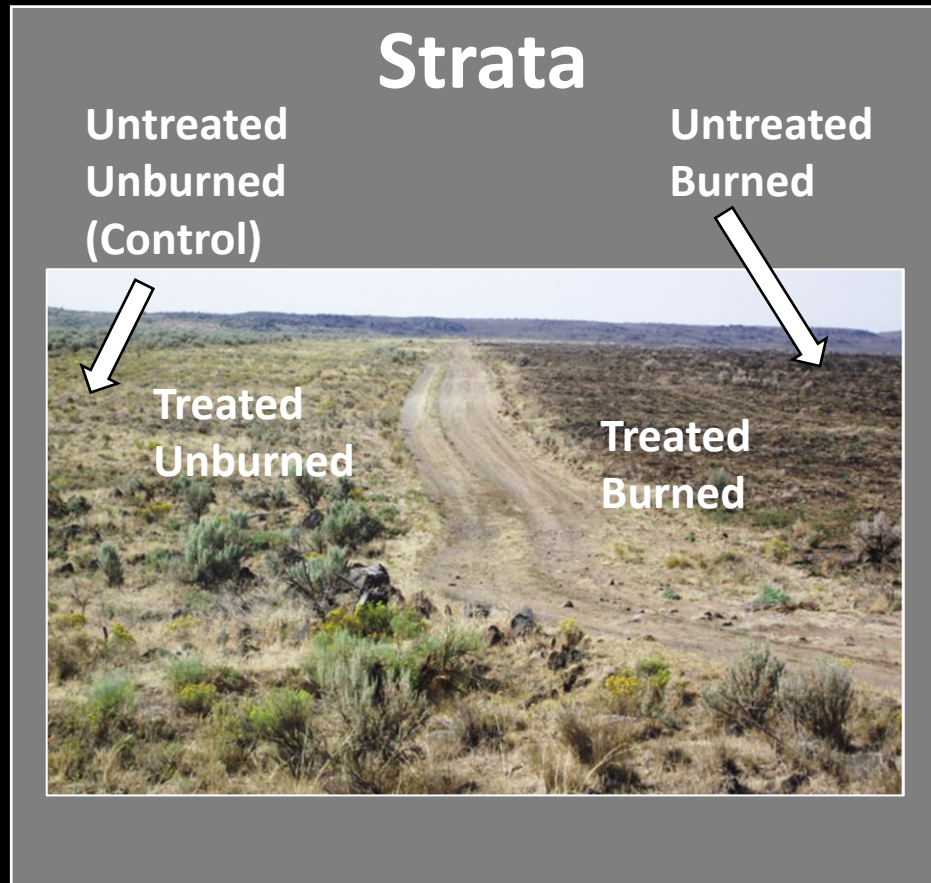 Strata
Untreated
Unburned
(Control)
Untreated
Burned
Treated
Unburned
Treated
Burned